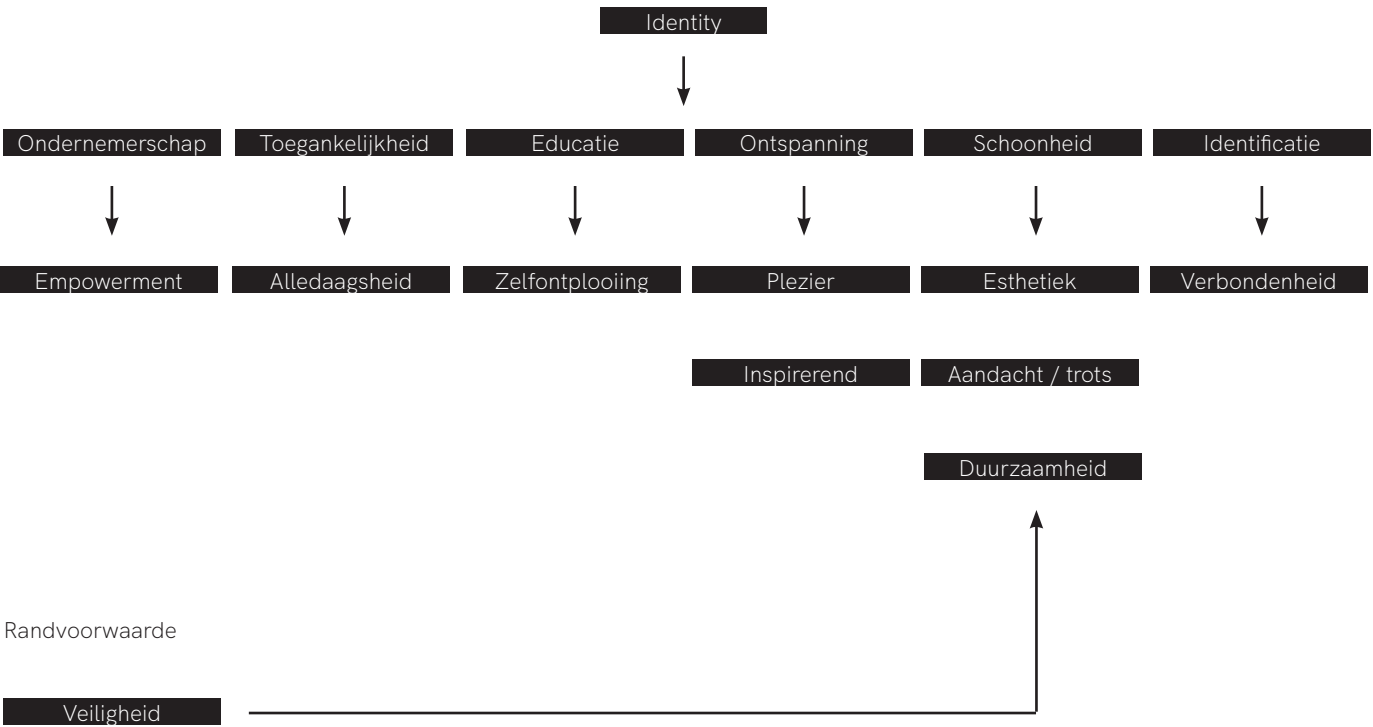 Identity
Ondernemerschap Toegankelijkheid Educatie Ontspanning Schoonheid Identificatie
Empowerment Alledaagsheid Zelfontplooiing Plezier Esthetiek Verbondenheid
Inspirerend Aandacht / trots
Duurzaamheid
Randvoorwaarde
Veiligheid